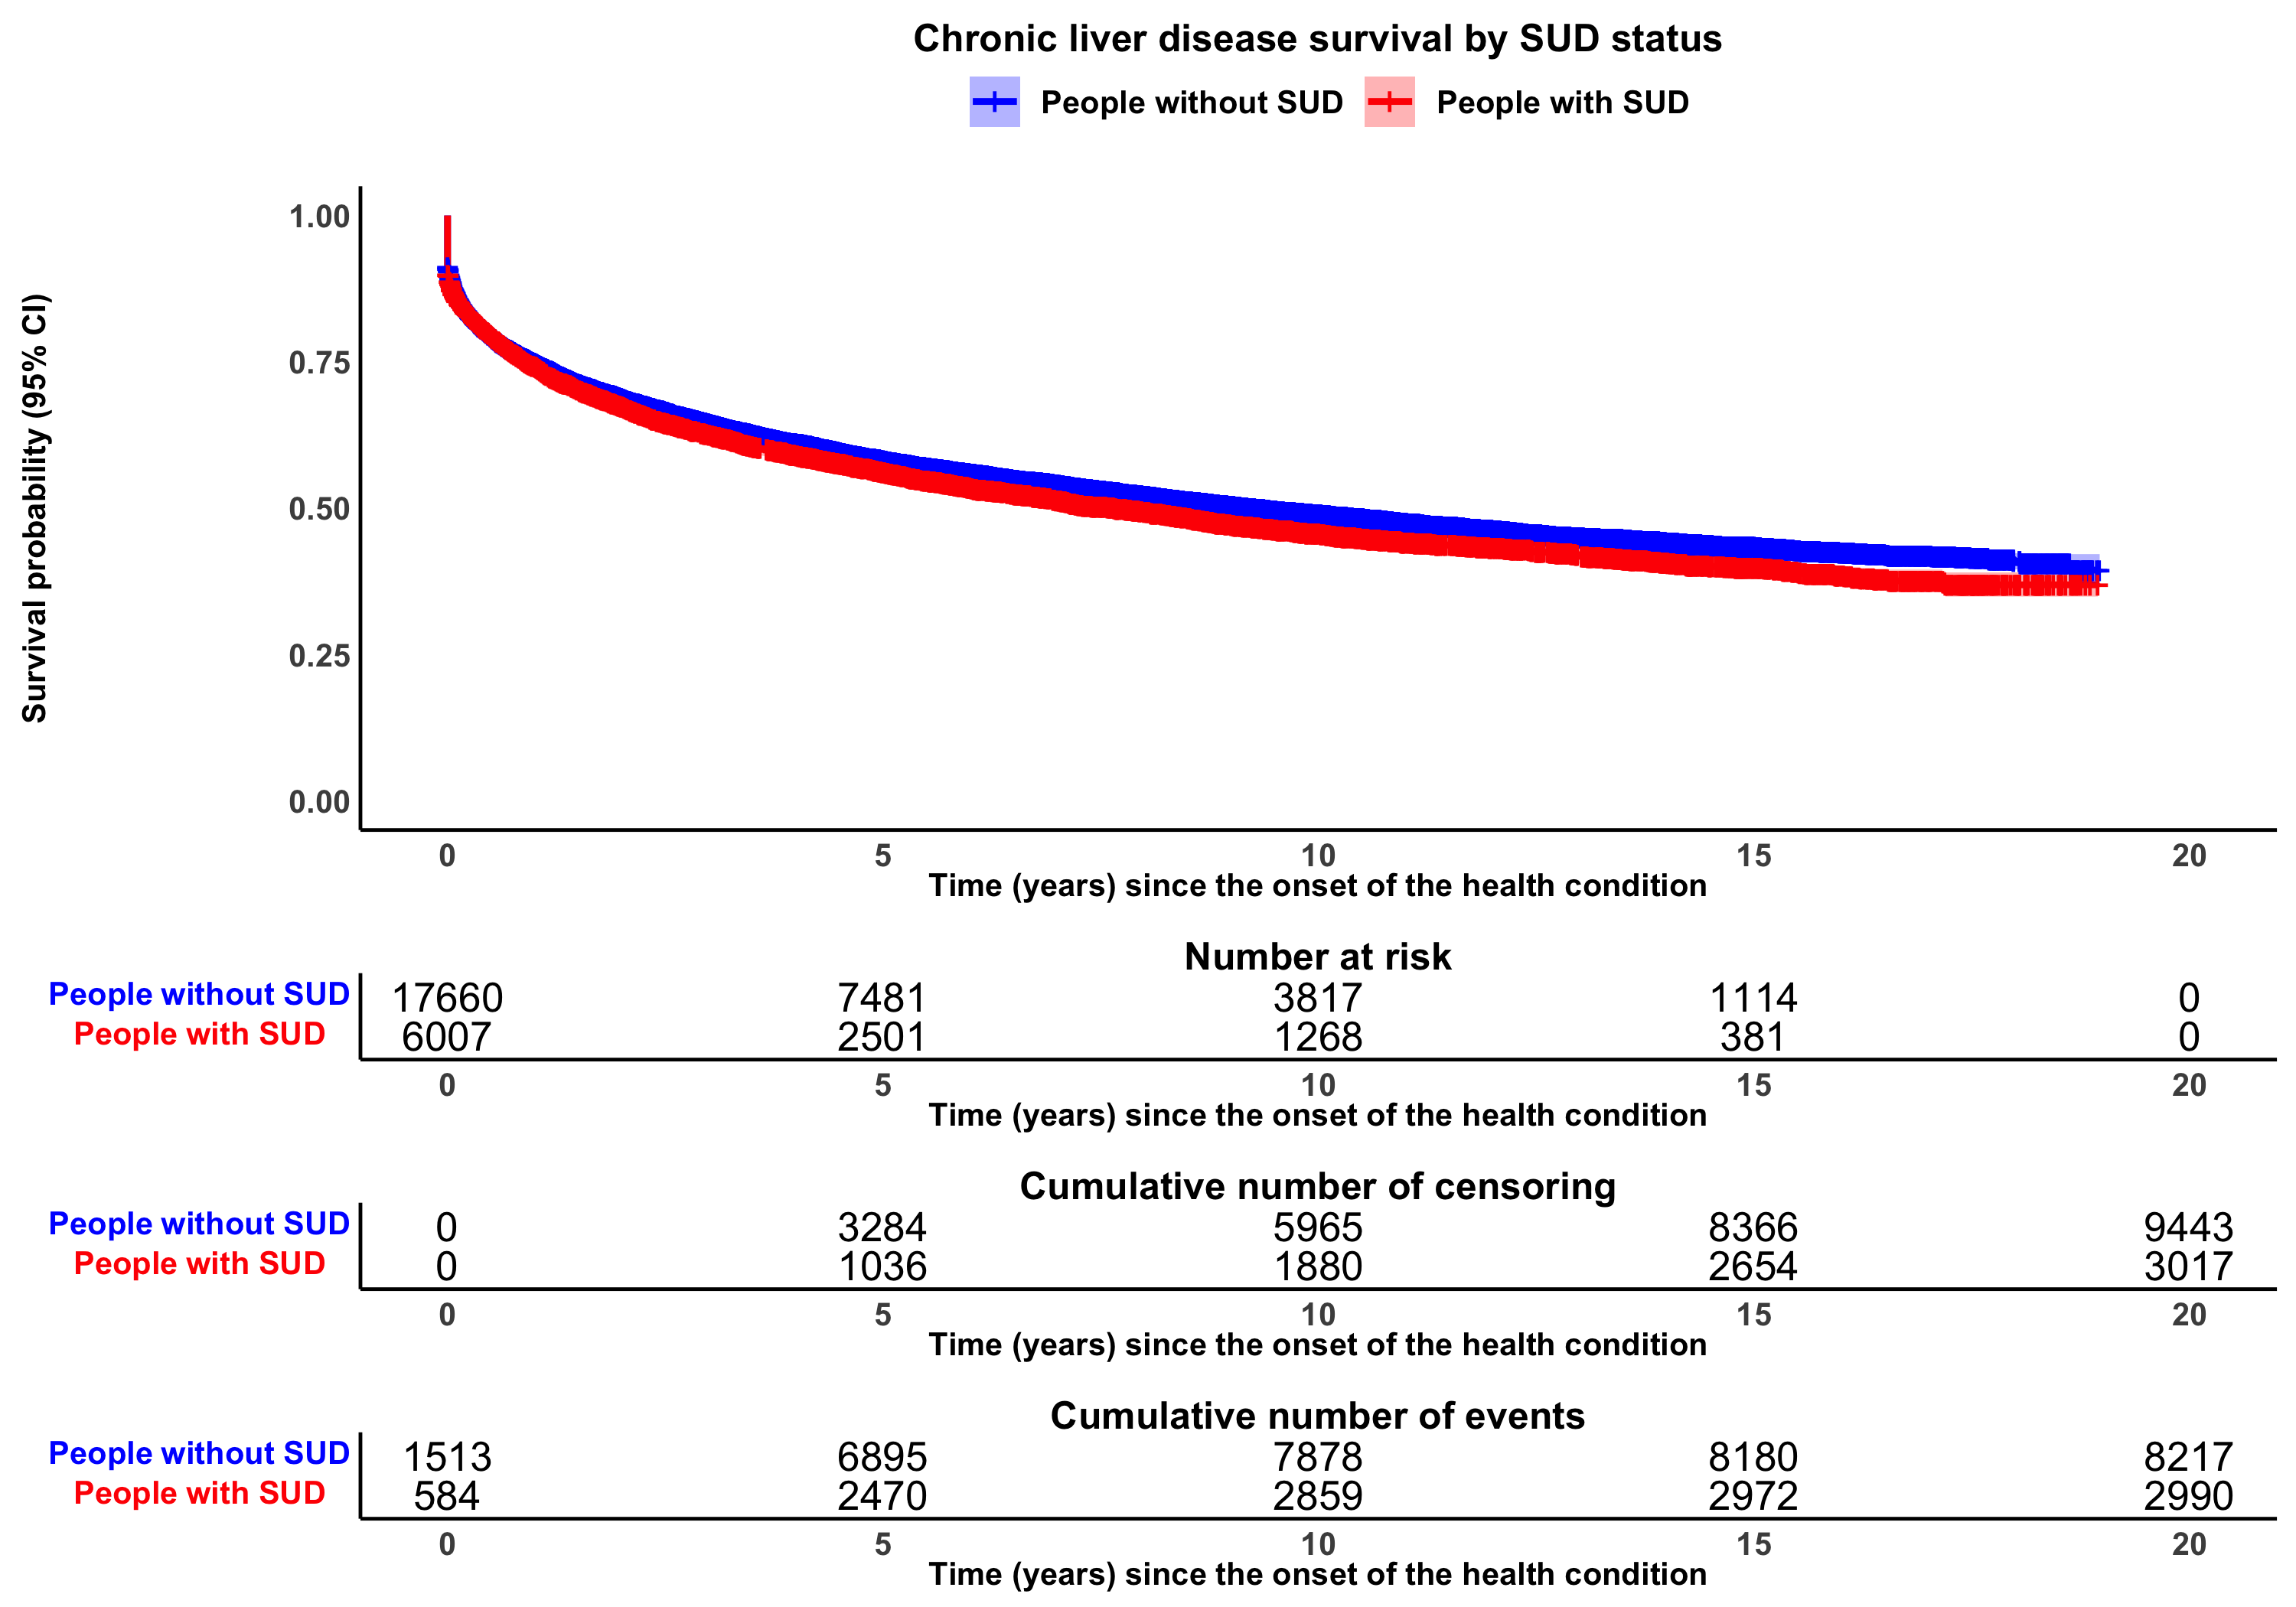 Chronic liver disease survival by SUD status
People without SUD People with SUD
Survival probability (95% CI)
1.00
0.75
0.50
0.25
0.00
0 5 10 15 20
Time (years) since the onset of the health condition
Number at risk
People without SUD 17660 7481 3817 1114 0
People with SUD 6007 2501 1268 381 0
0 5 10 15 20
Time (years) since the onset of the health condition
Cumulative number of censoring
People without SUD 0 3284 5965 8366 9443
People with SUD 0 1036 1880 2654 3017
0 5 10 15 20
Time (years) since the onset of the health condition
Cumulative number of events
People without SUD 1513 6895 7878 8180 8217
People with SUD 584 2470 2859 2972 2990
0 5 10 15 20
Time (years) since the onset of the health condition